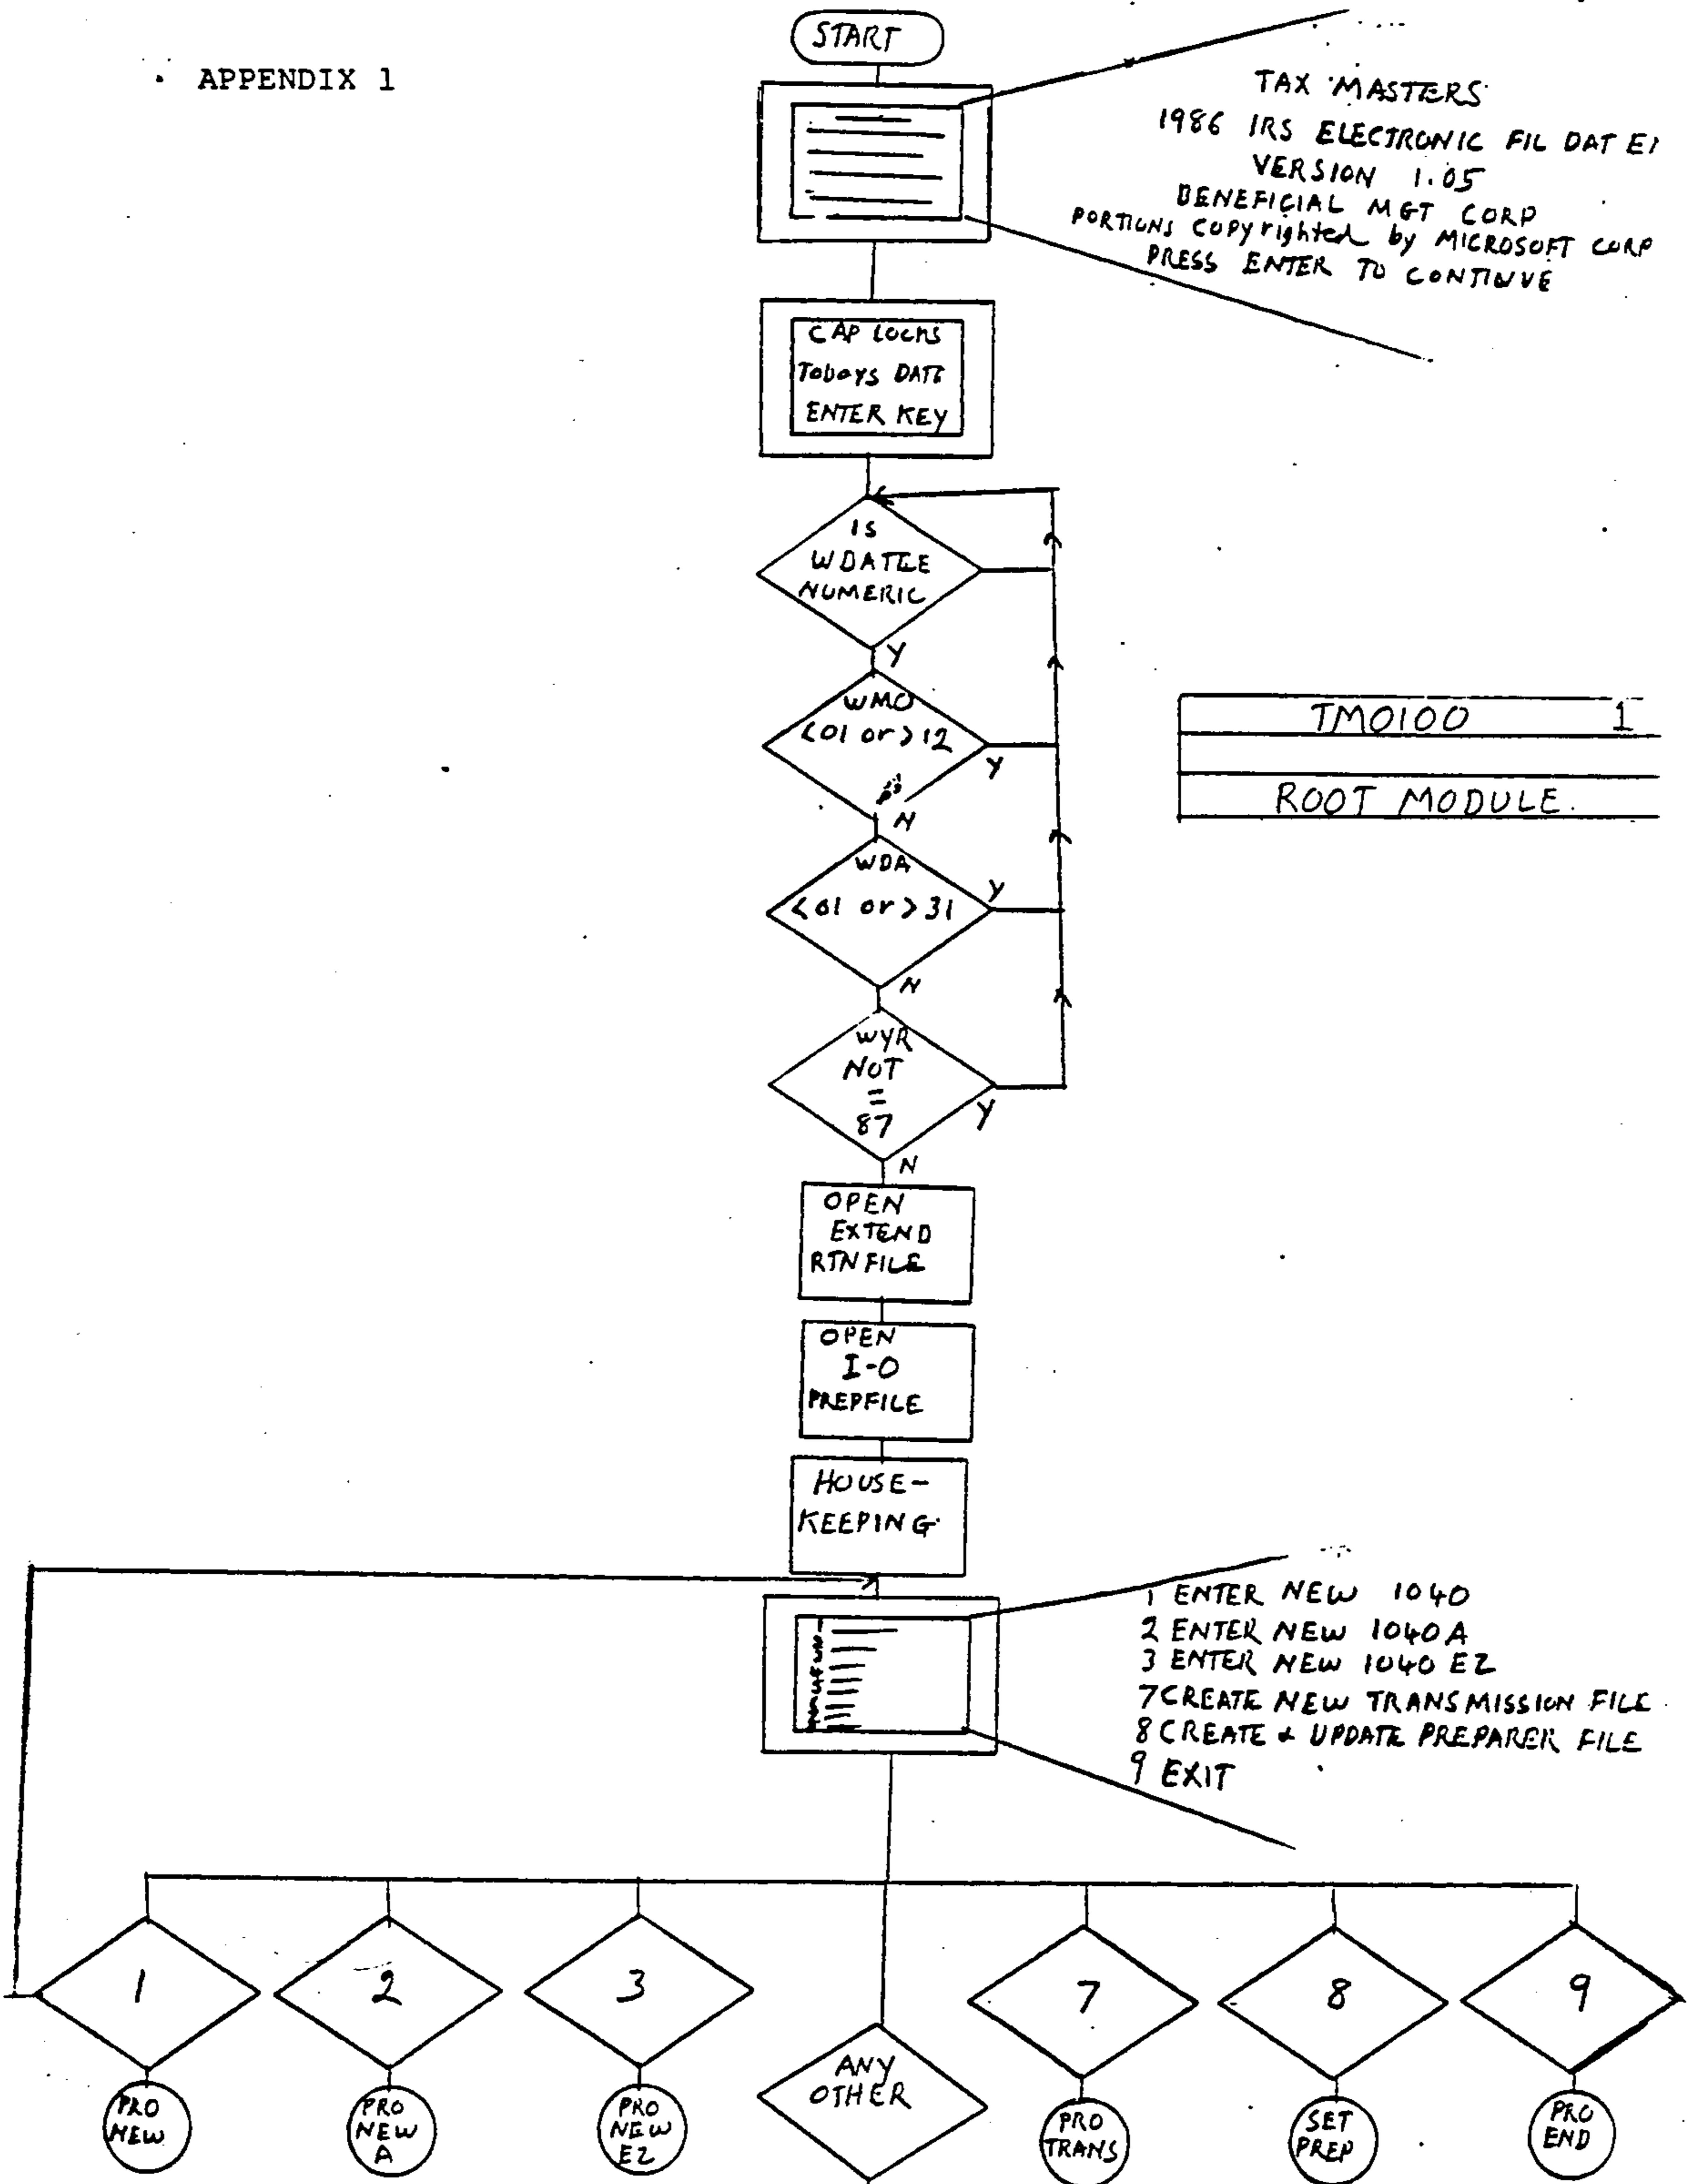 APPENDIX 1
START
TAX MASTERS
1986 IRS ELECTRONIC FIL DAT
VERSION 1.05
BENEFICIAL MGT CORP
PORTIONS COPYrighted by MICROSOFT CORP
PRESS ENTER TO CONTINUE
CAP LOCKS
TODAYS DATE
ENTER KEY
IS
NUMERIC
Y
WMO
<01 or >12
Y
N
WDA
<01 or >31
Y
N
WYR
NOT
=
87
Y
N
TM0100 1
ROOT MODULE.
OPEN
EXTEND
RTNFILE
OPEN
I-O
PREPFILE
HOUSE-
KEEPING
1 ENTER NEW 1040
2 ENTER NEW 1040A
3 ENTER NEW 1040 EZ
7 CREATE NEW TRANSMISSION FILE
8 CREATE & UPDATE PREPARER FILE
9 EXIT
1
2
3
ANY
OTHER
7
8
9
PRO
NEW
PRO
NEW
A
PRO
NEW
EZ
PRO
TRANS
SET
PREP
PRO
END